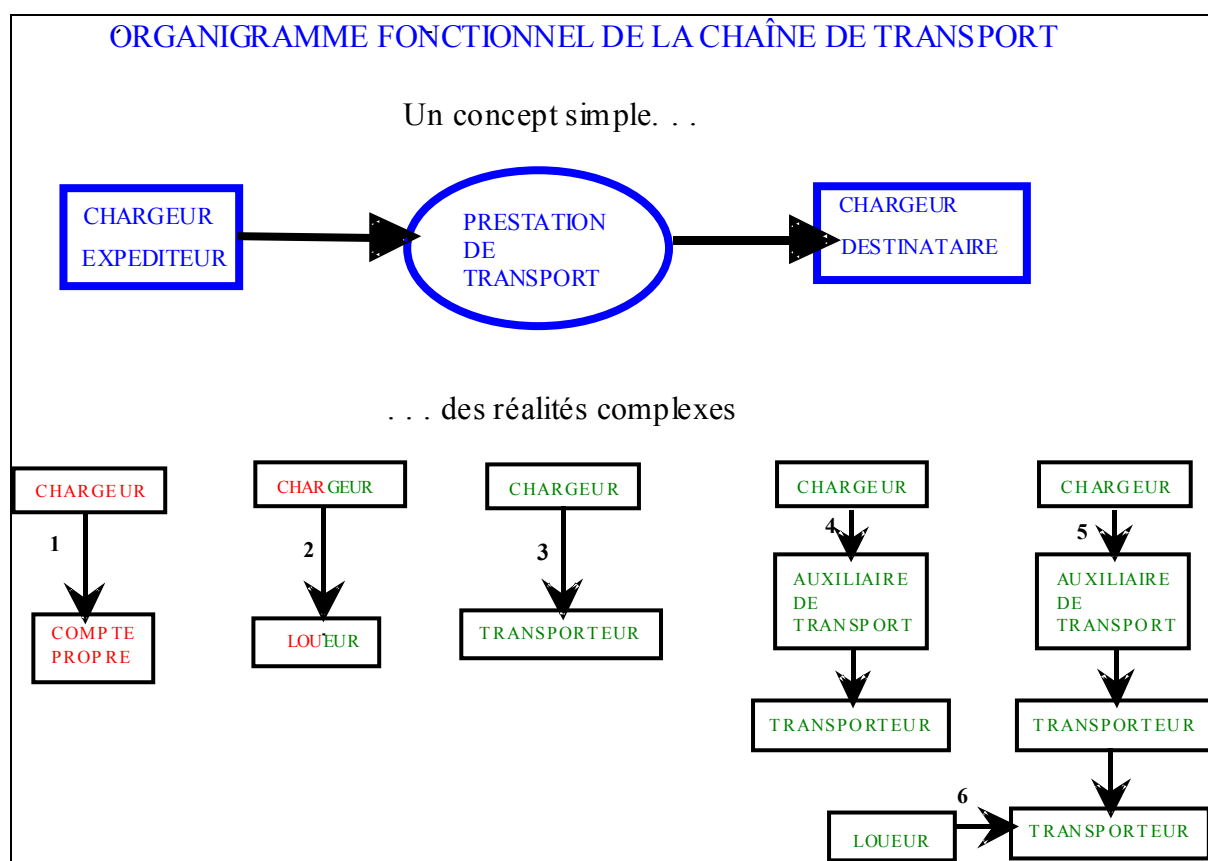 ORGANIGRAMME FONCTIONNEL DE LA CHAÎNE DE TRANSPORT
Un concept simple. . .
CHARGEUR
EXPEDITEUR
PRESTATION
DE
TRANSPORT
CHARGEUR
DESTINATAIRE
. . . des réalités complexes
CHARGEUR
1
COMPTE
PROPRE
CHARGEUR
2
LOUEUR
CHARGEUR
3
TRANSPORTEUR
CHARGEUR
4
AUXILIAIRE
DE
TRANSPORT
TRANSPORTEUR
CHARGEUR
5
AUXILIAIRE
DE
TRANSPORT
TRANSPORTEUR
6
LOUEUR
TRANSPORTEUR